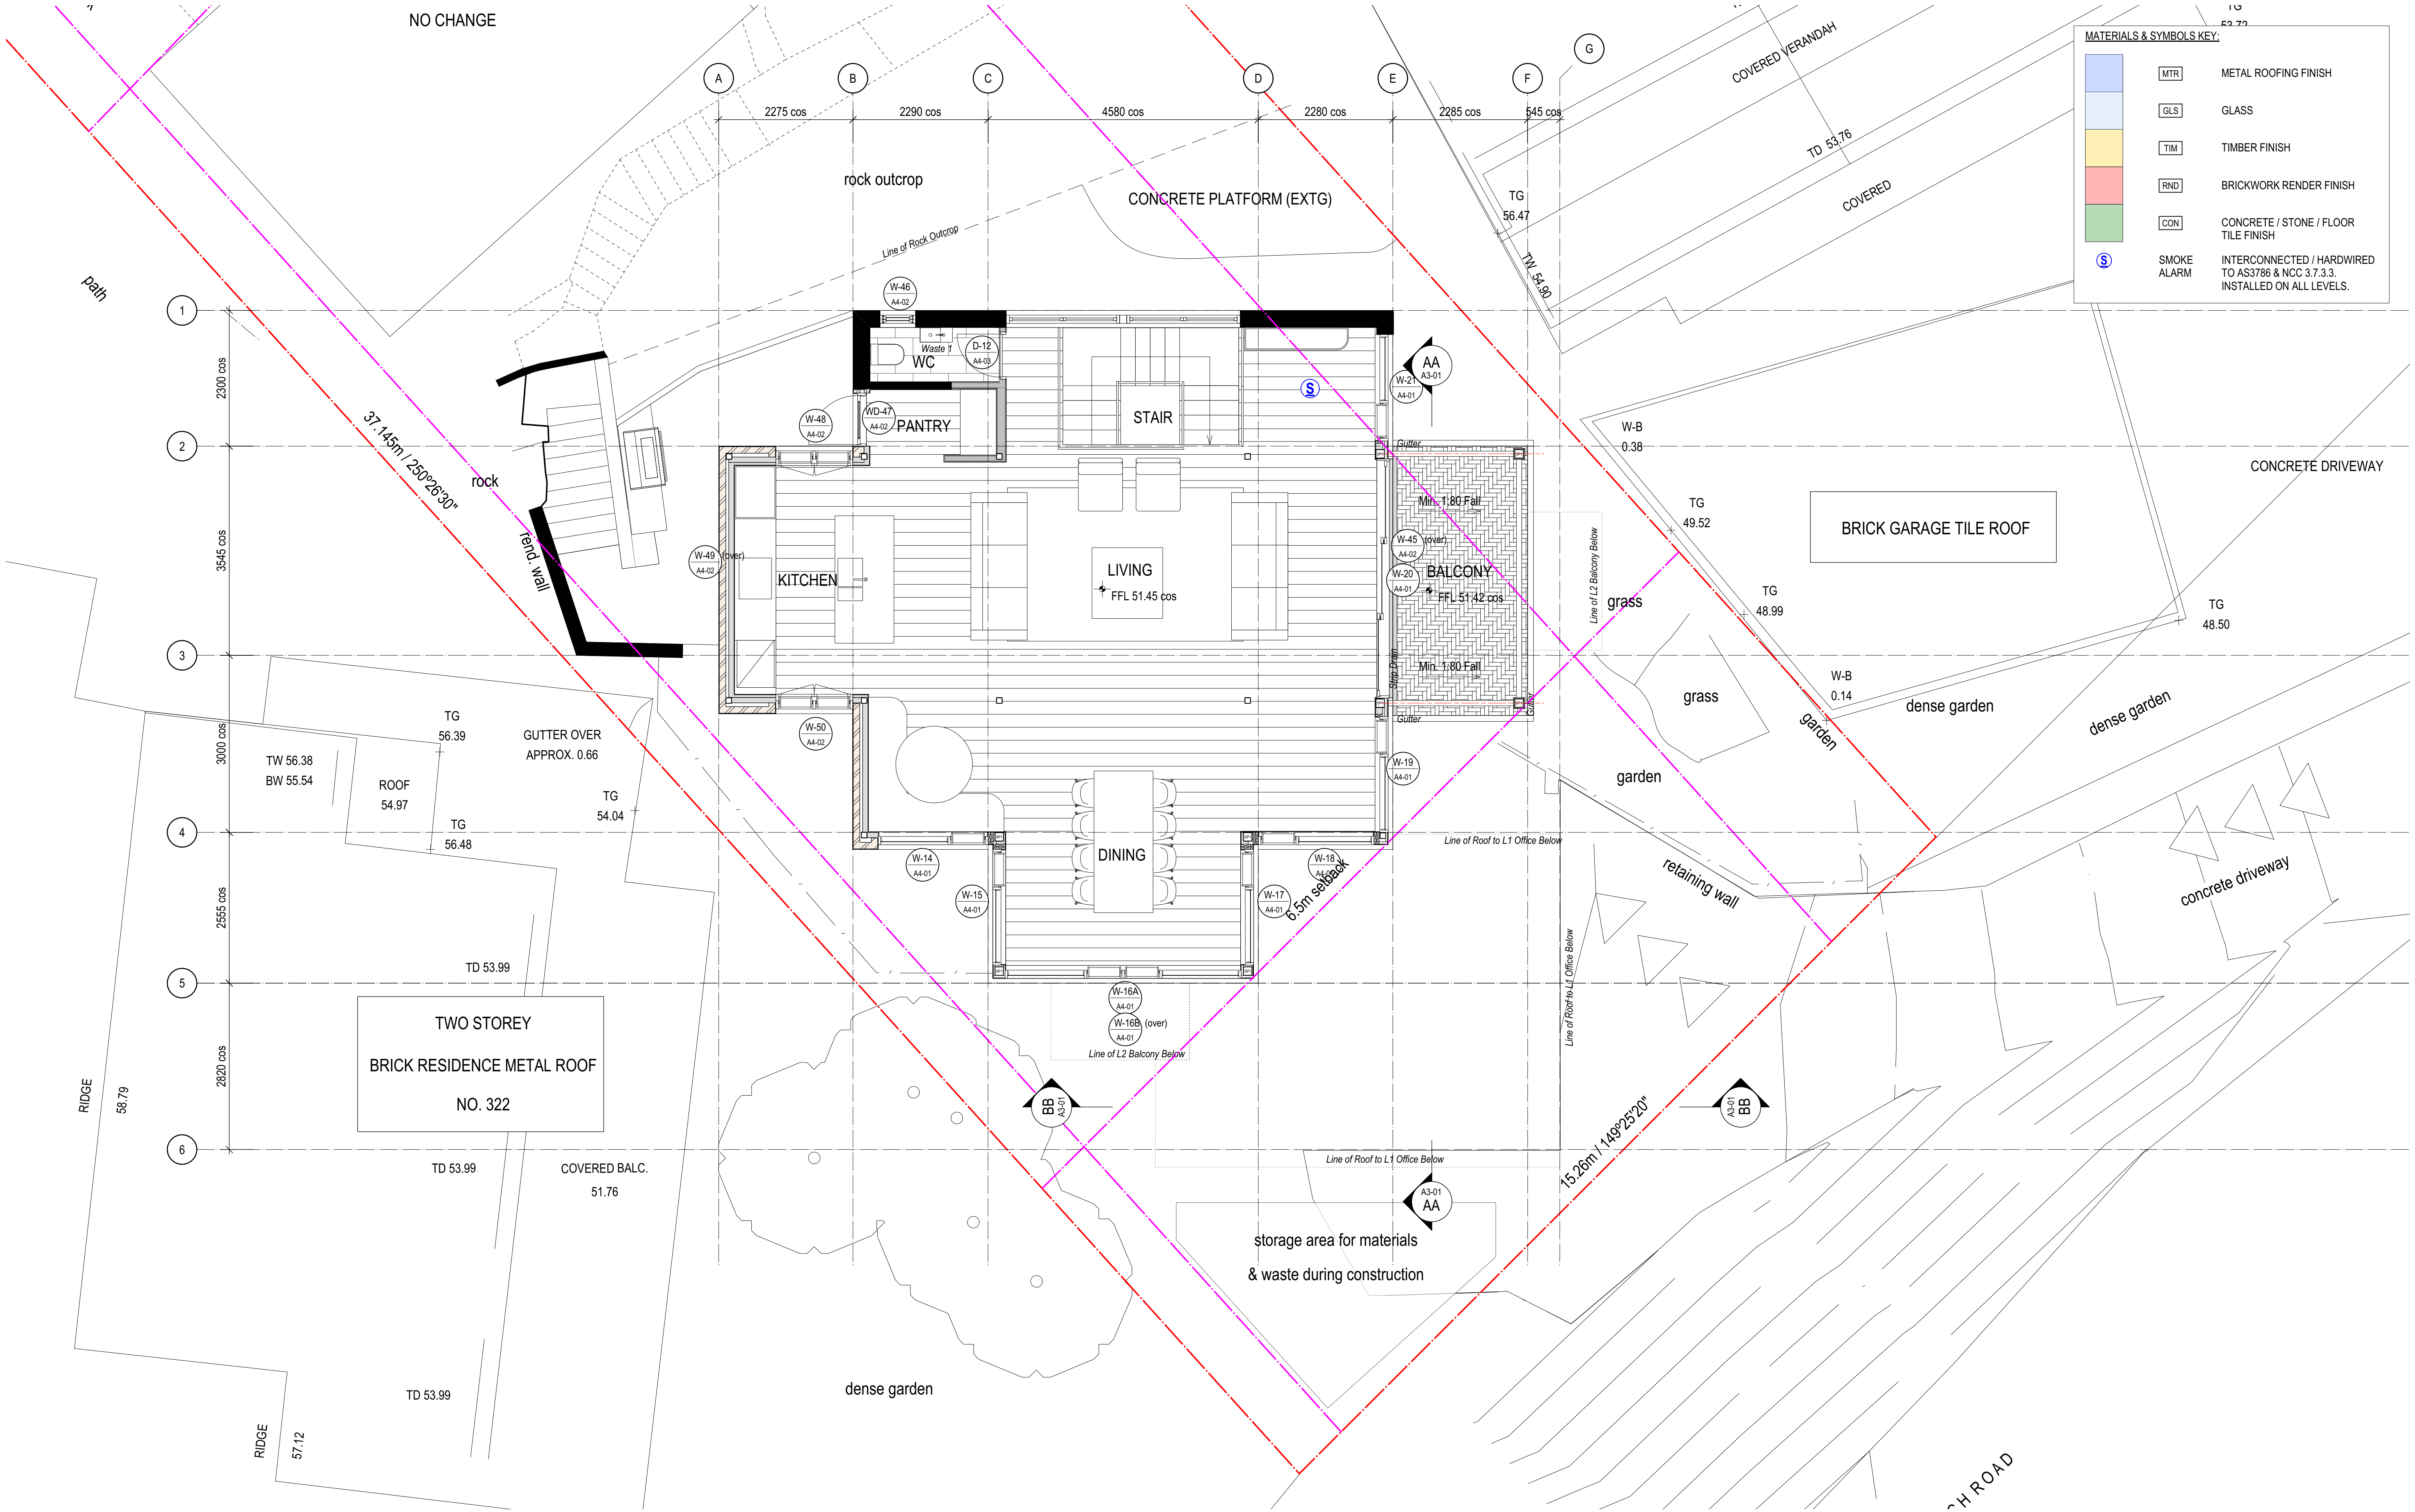 NO CHANGE
TG
53.72
MATERIALS & SYMBOLS KEY:
MTR METAL ROOFING FINISH
GLS GLASS
TIM TIMBER FINISH
RND BRICKWORK RENDER FINISH
CON CONCRETE / STONE / FLOOR
TILE FINISH
S SMOKE
ALARM
INTERCONNECTED / HARDWIRED
TO AS3786 & NCC 3.7.3.3.
INSTALLED ON ALL LEVELS.
A
B
C
D
E
F
G
2275 cos
2290 cos
4580 cos
2280 cos
2285 cos
545 cos
COVERED VERANDAH
TD 53.76
COVERED
TG
56.47
TW 54.90
rock outcrop
CONCRETE PLATFORM (EXTG)
Line of Rock Outcrop
path
1
2
3
4
5
6
2300 cos
3545 cos
3000 cos
2555 cos
2820 cos
W-46
A4-02
Waste 1
WC
D-12
A4-03
W-48
A4-02
WD-47
A4-02
PANTRY
STAIR
S
W-21
A4-01
AA
A3-01
37.145m / 250º26'30"
rock
rend. wall
W-49
A4-02
(over)
KITCHEN
LIVING
FFL 51.45 cos
Gutter
Min. 1:80 Fall
W-45
A4-02
(over)
W-20
A4-01
BALCONY
FFL 51.42 cos
Strip Drain
Min. 1:80 Fall
Gutter
Gutter
Line of L2 Balcony Below
grass
grass
garden
garden
W-B
0.38
TG
49.52
TG
48.99
W-B
0.14
TG
48.50
BRICK GARAGE TILE ROOF
CONCRETE DRIVEWAY
dense garden
dense garden
concrete driveway
retaining wall
W-50
A4-02
W-19
A4-01
W-14
A4-01
W-15
A4-01
DINING
W-17
A4-01
W-18
6.5m setback
Line of Roof to L1 Office Below
Line of Roof to L1 Office Below
W-16A
A4-01
W-16B
A4-01
(over)
Line of L2 Balcony Below
TG
56.39
GUTTER OVER
APPROX. 0.66
TW 56.38
BW 55.54
ROOF
54.97
TG
54.04
TG
56.48
TD 53.99
TWO STOREY
BRICK RESIDENCE METAL ROOF
NO. 322
RIDGE
58.79
TD 53.99
COVERED BALC.
51.76
TD 53.99
RIDGE
57.12
BB
A3-01
A3-01
BB
Line of Roof to L1 Office Below
A3-01
AA
15.26m / 149º25'20"
storage area for materials
& waste during construction
dense garden
CH ROAD